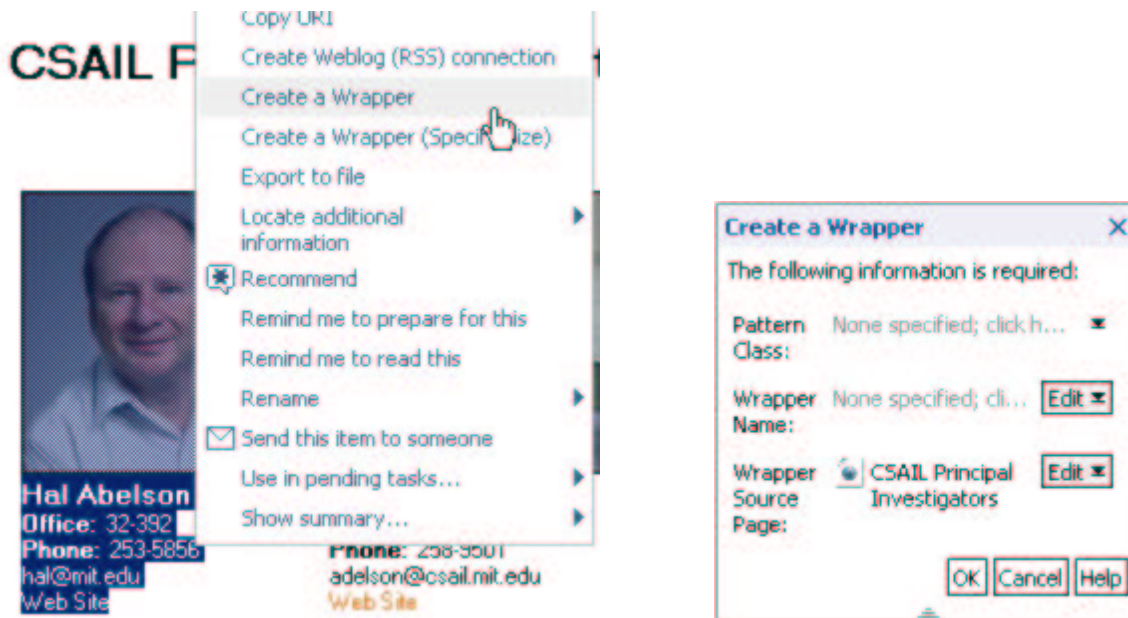 Copy URI
CSAIL P
Create Weblog (RSS) connection
Create a Wrapper
Create a Wrapper (Specif ize)
Export to file
Locate additional
information
Recommend
Remind me to prepare for this
Remind me to read this
Rename
Send this item to someone
Use in pending tasks...
Show summary...
Hal Abelson
Office: 32-392
Phone: 253-5856
hal@mit.edu
Web Site
Phone: 258-9501
adelson@csail.mit.edu
Web Site
Create a Wrapper
The following information is required:
Pattern None specified; click h...
Class:
Wrapper None specified; cli... Edit
Name:
Wrapper CSAIL Principal Edit
Source Investigators
Page:
OK Cancel Help